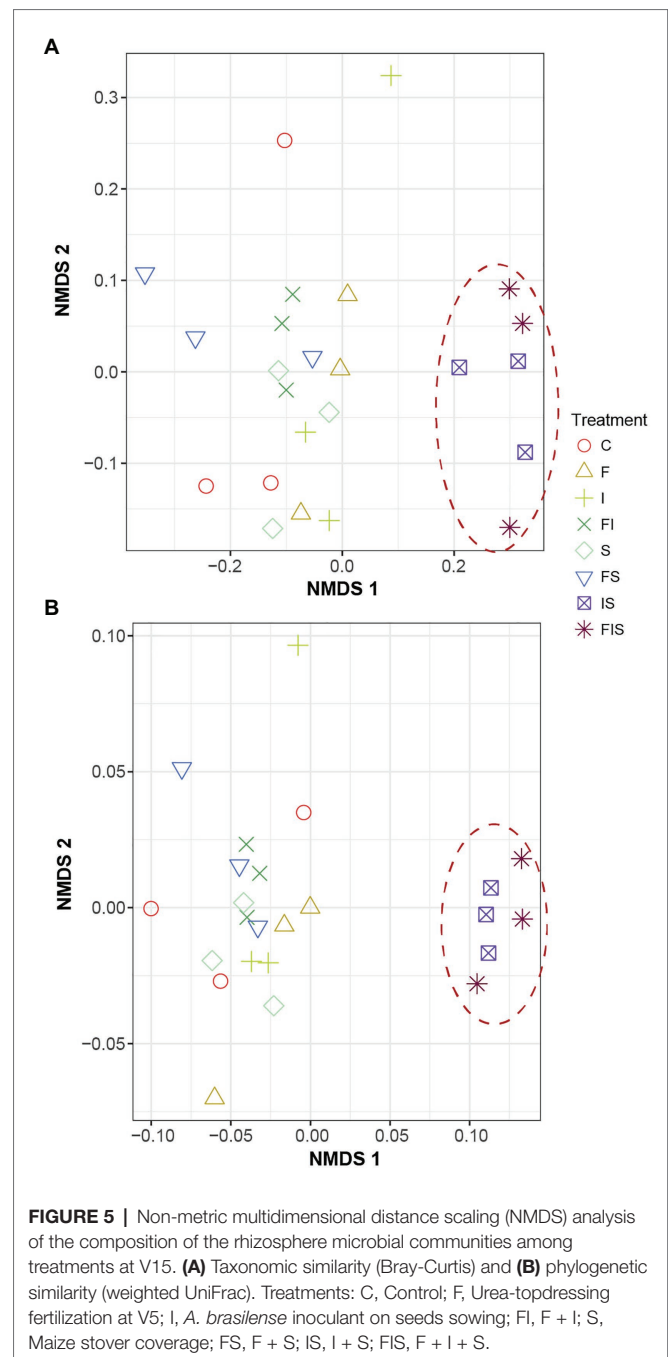 A
0.3
0.2
0.1
0.0
−0.1
NMDS 2
−0.2
0.0
0.2
NMDS 1
Treatment
C
F
I
FI
S
FS
IS
FIS
B
0.10
0.05
0.00
−0.05
NMDS 2
−0.10
−0.05
0.00
0.05
0.10
NMDS 1
FIGURE 5 | Non-metric multidimensional distance scaling (NMDS) analysis
of the composition of the rhizosphere microbial communities among
treatments at V15. (A) Taxonomic similarity (Bray-Curtis) and (B) phylogenetic
similarity (weighted UniFrac). Treatments: C, Control; F, Urea-topdressing
fertilization at V5; I, A. brasilense inoculant on seeds sowing; FI, F + I; S,
Maize stover coverage; FS, F + S; IS, I + S; FIS, F + I + S.